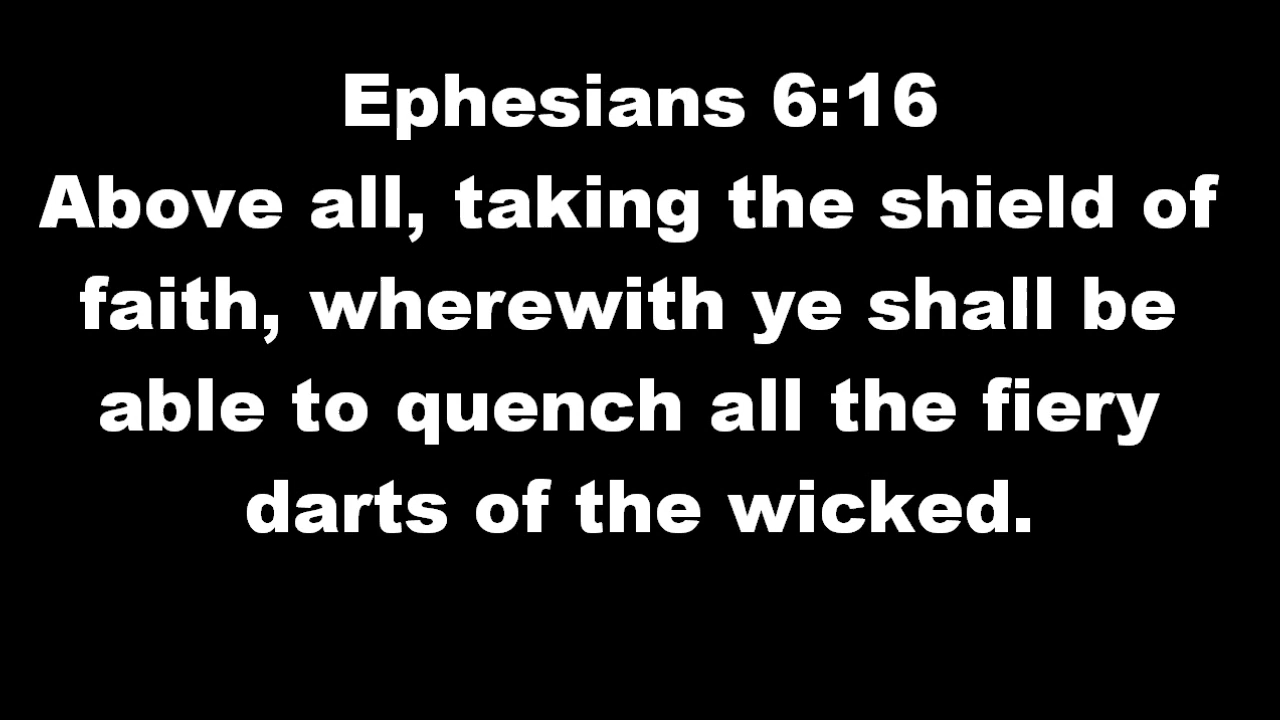 Ephesians 6:16
Above all, taking the shield of
faith, wherewith ye shall be
able to quench all the fiery
darts of the wicked.